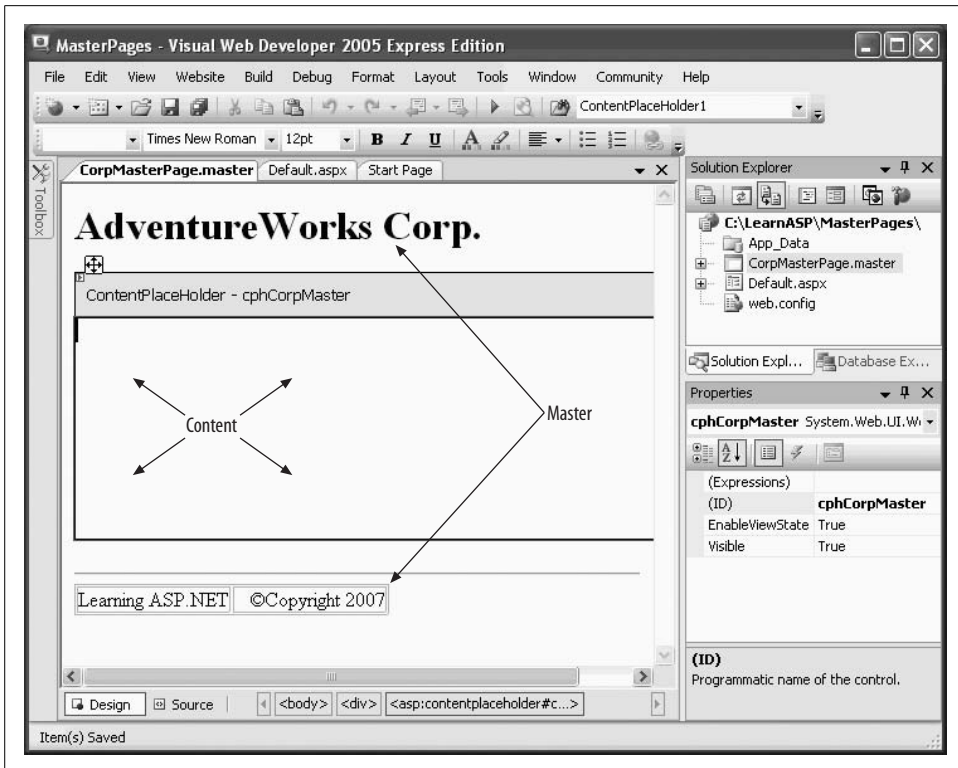 MasterPages - Visual Web Developer 2005 Express Edition
File Edit View Website Build Debug Format Layout Tools Window Community Help
ContentPlaceHolder1
Times New Roman 12pt B I U A
Toolbox
CorpMasterPage.master Default.aspx Start Page
AdventureWorks Corp.
ContentPlaceHolder - cphCorpMaster
Content
Master
Learning ASP.NET ©Copyright 2007
Design Source <body> <div> <asp:contentplaceholder#c...>
Item(s) Saved
Solution Explorer
C:\LearnASP\MasterPages\
App_Data
CorpMasterPage.master
Default.aspx
web.config
Solution Expl... Database Ex...
Properties
cphCorpMaster System.Web.UI.W
A
Z
(Expressions)
(ID) cphCorpMaster
EnableViewState True
Visible True
(ID)
Programmatic name of the control.